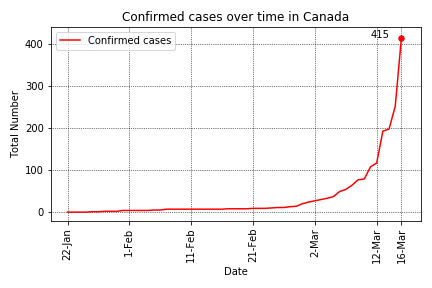 Confirmed cases over time in Canada
Confirmed cases
415
400
300
200
100
0
Total Number
22-Jan
1-Feb
11-Feb
21-Feb
2-Mar
12-Mar
16-Mar
Date